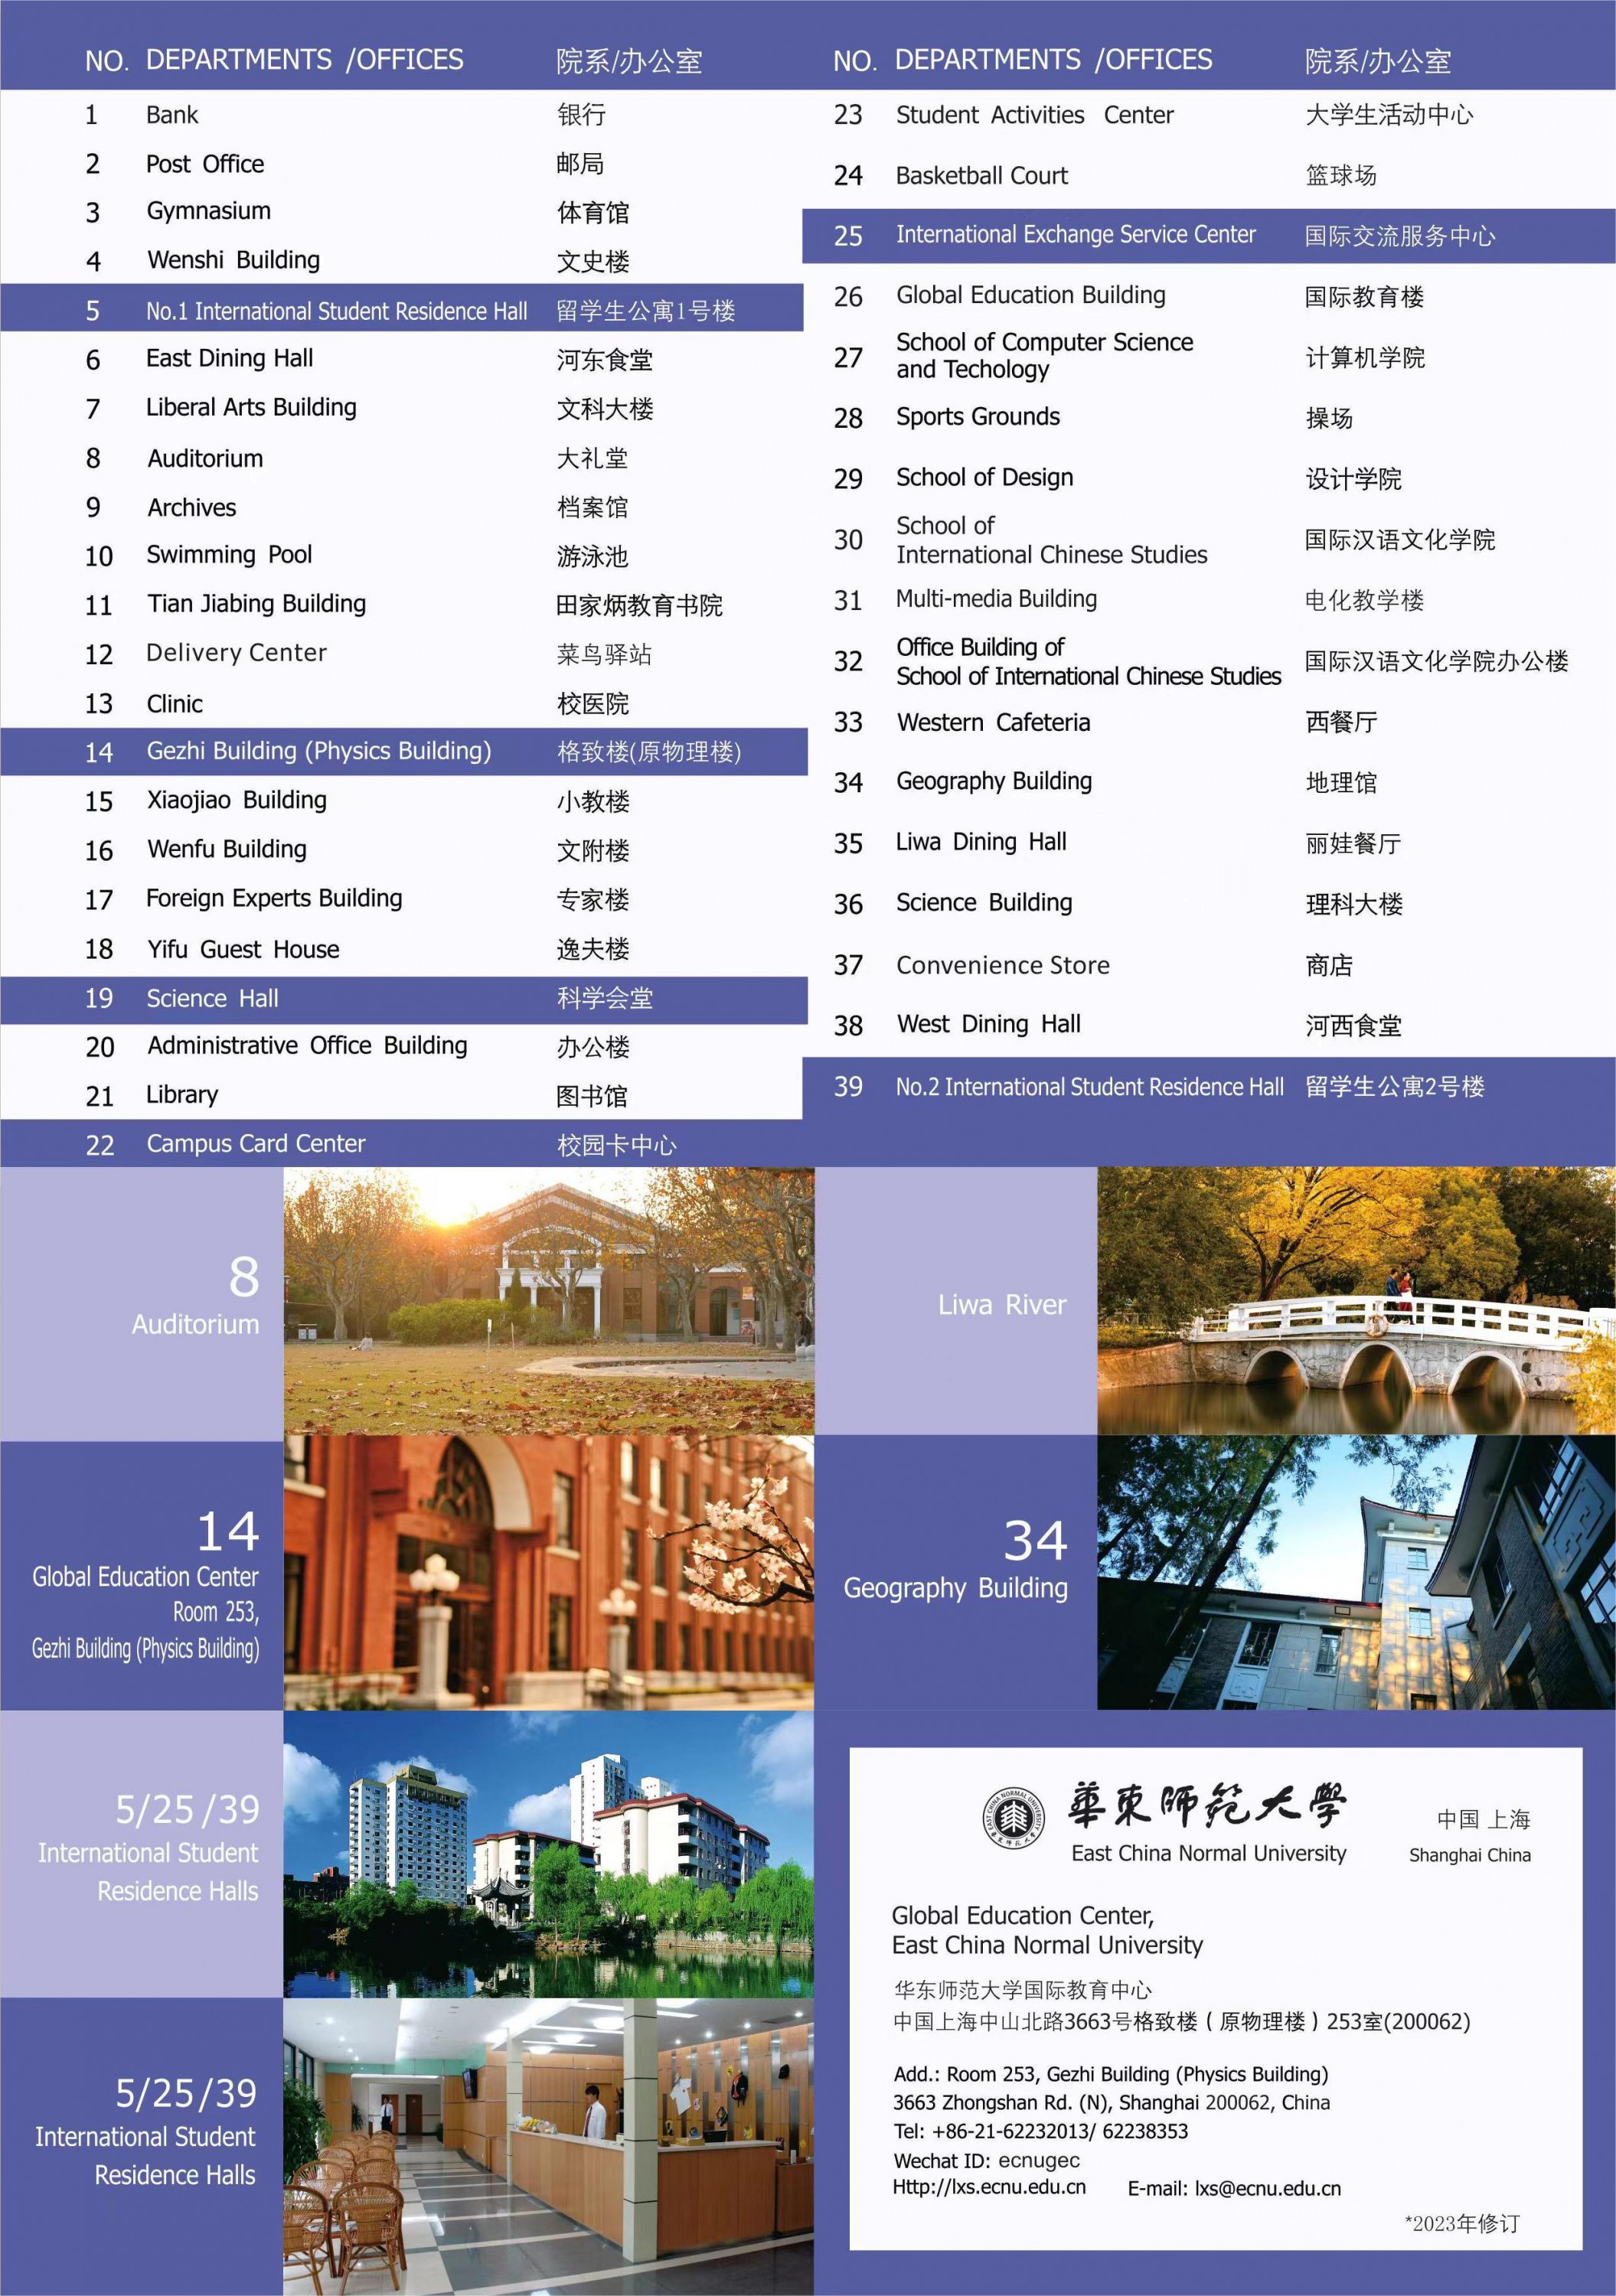 NO. DEPARTMENTS /OFFICES 院系/办公室
1 Bank 银行
2 Post Office 邮局
3 Gymnasium 体育馆
4 Wenshi Building 文史楼
5 No.1 International Student Residence Hall 留学生公寓1号楼
6 East Dining Hall 河东食堂
7 Liberal Arts Building 文科大楼
8 Auditorium 大礼堂
9 Archives 档案馆
10 Swimming Pool 游泳池
11 Tian Jiabing Building 田家炳教育书院
12 Delivery Center 菜鸟驿站
13 Clinic 校医院
14 Gezhi Building (Physics Building) 格致楼(原物理楼)
15 Xiaojiao Building 小教楼
16 Wenfu Building 文附楼
17 Foreign Experts Building 专家楼
18 Yifu Guest House 逸夫楼
19 Science Hall 科学会堂
20 Administrative Office Building 办公楼
21 Library 图书馆
22 Campus Card Center 校园卡中心
NO. DEPARTMENTS /OFFICES 院系/办公室
23 Student Activities Center 大学生活动中心
24 Basketball Court 篮球场
25 International Exchange Service Center 国际交流服务中心
26 Global Education Building 国际教育楼
27 School of Computer Science
and Techology 计算机学院
28 Sports Grounds 操场
29 School of Design 设计学院
30 School of
International Chinese Studies 国际汉语文化学院
31 Multi-media Building 电化教学楼
32 Office Building of
School of International Chinese Studies 国际汉语文化学院办公楼
33 Western Cafeteria 西餐厅
34 Geography Building 地理馆
35 Liwa Dining Hall 丽娃餐厅
36 Science Building 理科大楼
37 Convenience Store 商店
38 West Dining Hall 河西食堂
39 No.2 International Student Residence Hall 留学生公寓2号楼
8
Auditorium
Liwa River
14
Global Education Center
Room 253,
Gezhi Building (Physics Building)
34
Geography Building
5/25/39
International Student
Residence Halls
5/25/39
International Student
Residence Halls
EAST CHINA NORMAL UNIVERSITY
華東師範大學
East China Normal University
中国 上海
Shanghai China
Global Education Center,
East China Normal University
华东师范大学国际教育中心
中国上海中山北路3663号格致楼(原物理楼)253室(200062)
Add.: Room 253, Gezhi Building (Physics Building)
3663 Zhongshan Rd. (N), Shanghai 200062, China
Tel: +86-21-62232013/ 62238353
Wechat ID: ecnugec
Http://lxs.ecnu.edu.cn E-mail: lxs@ecnu.edu.cn
*2023年修订